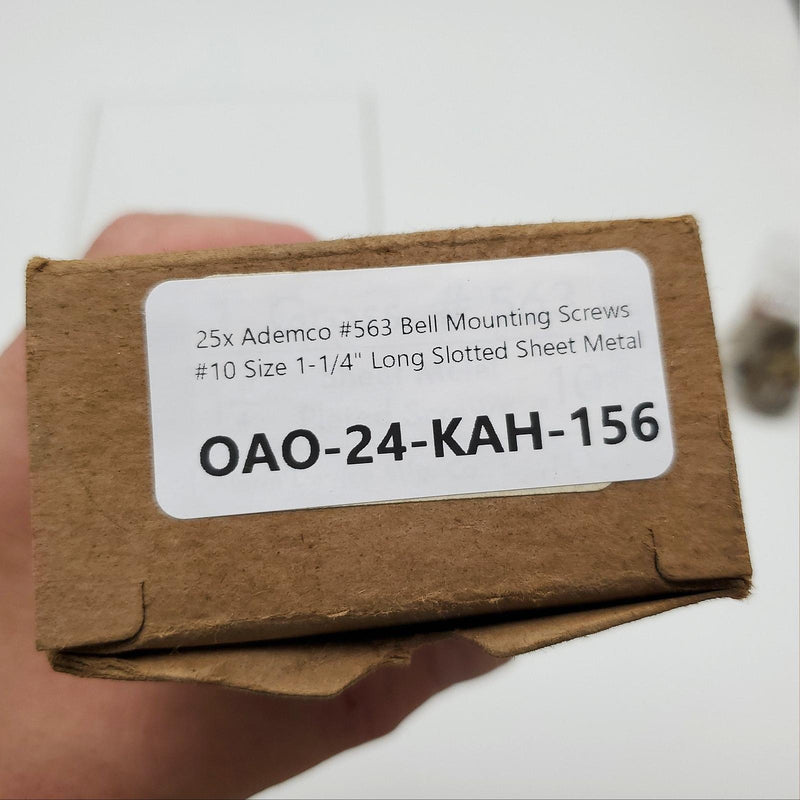 25x Ademco #563 Bell Mounting Screws
#10 Size 1-1/4" Long Slotted Sheet Metal
OAO-24-KAH-156